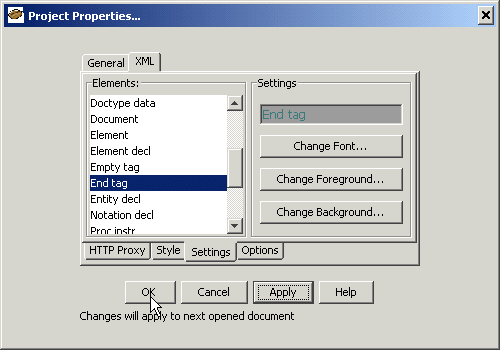 Project Properties...
General
XML
Elements:
Settings
Doctype data
Document
Element
Element decl
Empty tag
End tag
Entity decl
Notation decl
Proc instr
End tag
Change Font...
Change Foreground...
Change Background...
HTTP Proxy
Style
Settings
Options
OK
Cancel
Apply
Help
Changes will apply to next opened document